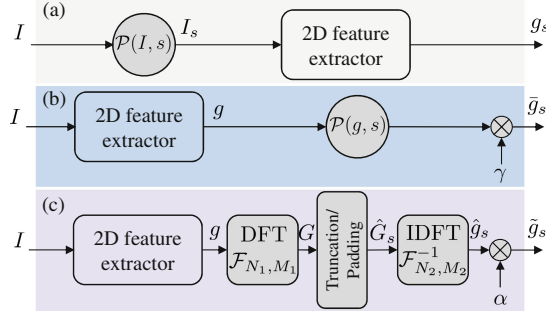 (a)
I
P(I, s)
I_s
2D feature
extractor
g_s
(b)
I
2D feature
extractor
g
P(g, s)
ḡ_s
γ
(c)
I
2D feature
extractor
g
DFT
F_{N_1,M_1}
G
Truncation/
Padding
Ĝ_s
IDFT
F^{-1}_{N_2,M_2}
ĝ_s
g̃_s
α